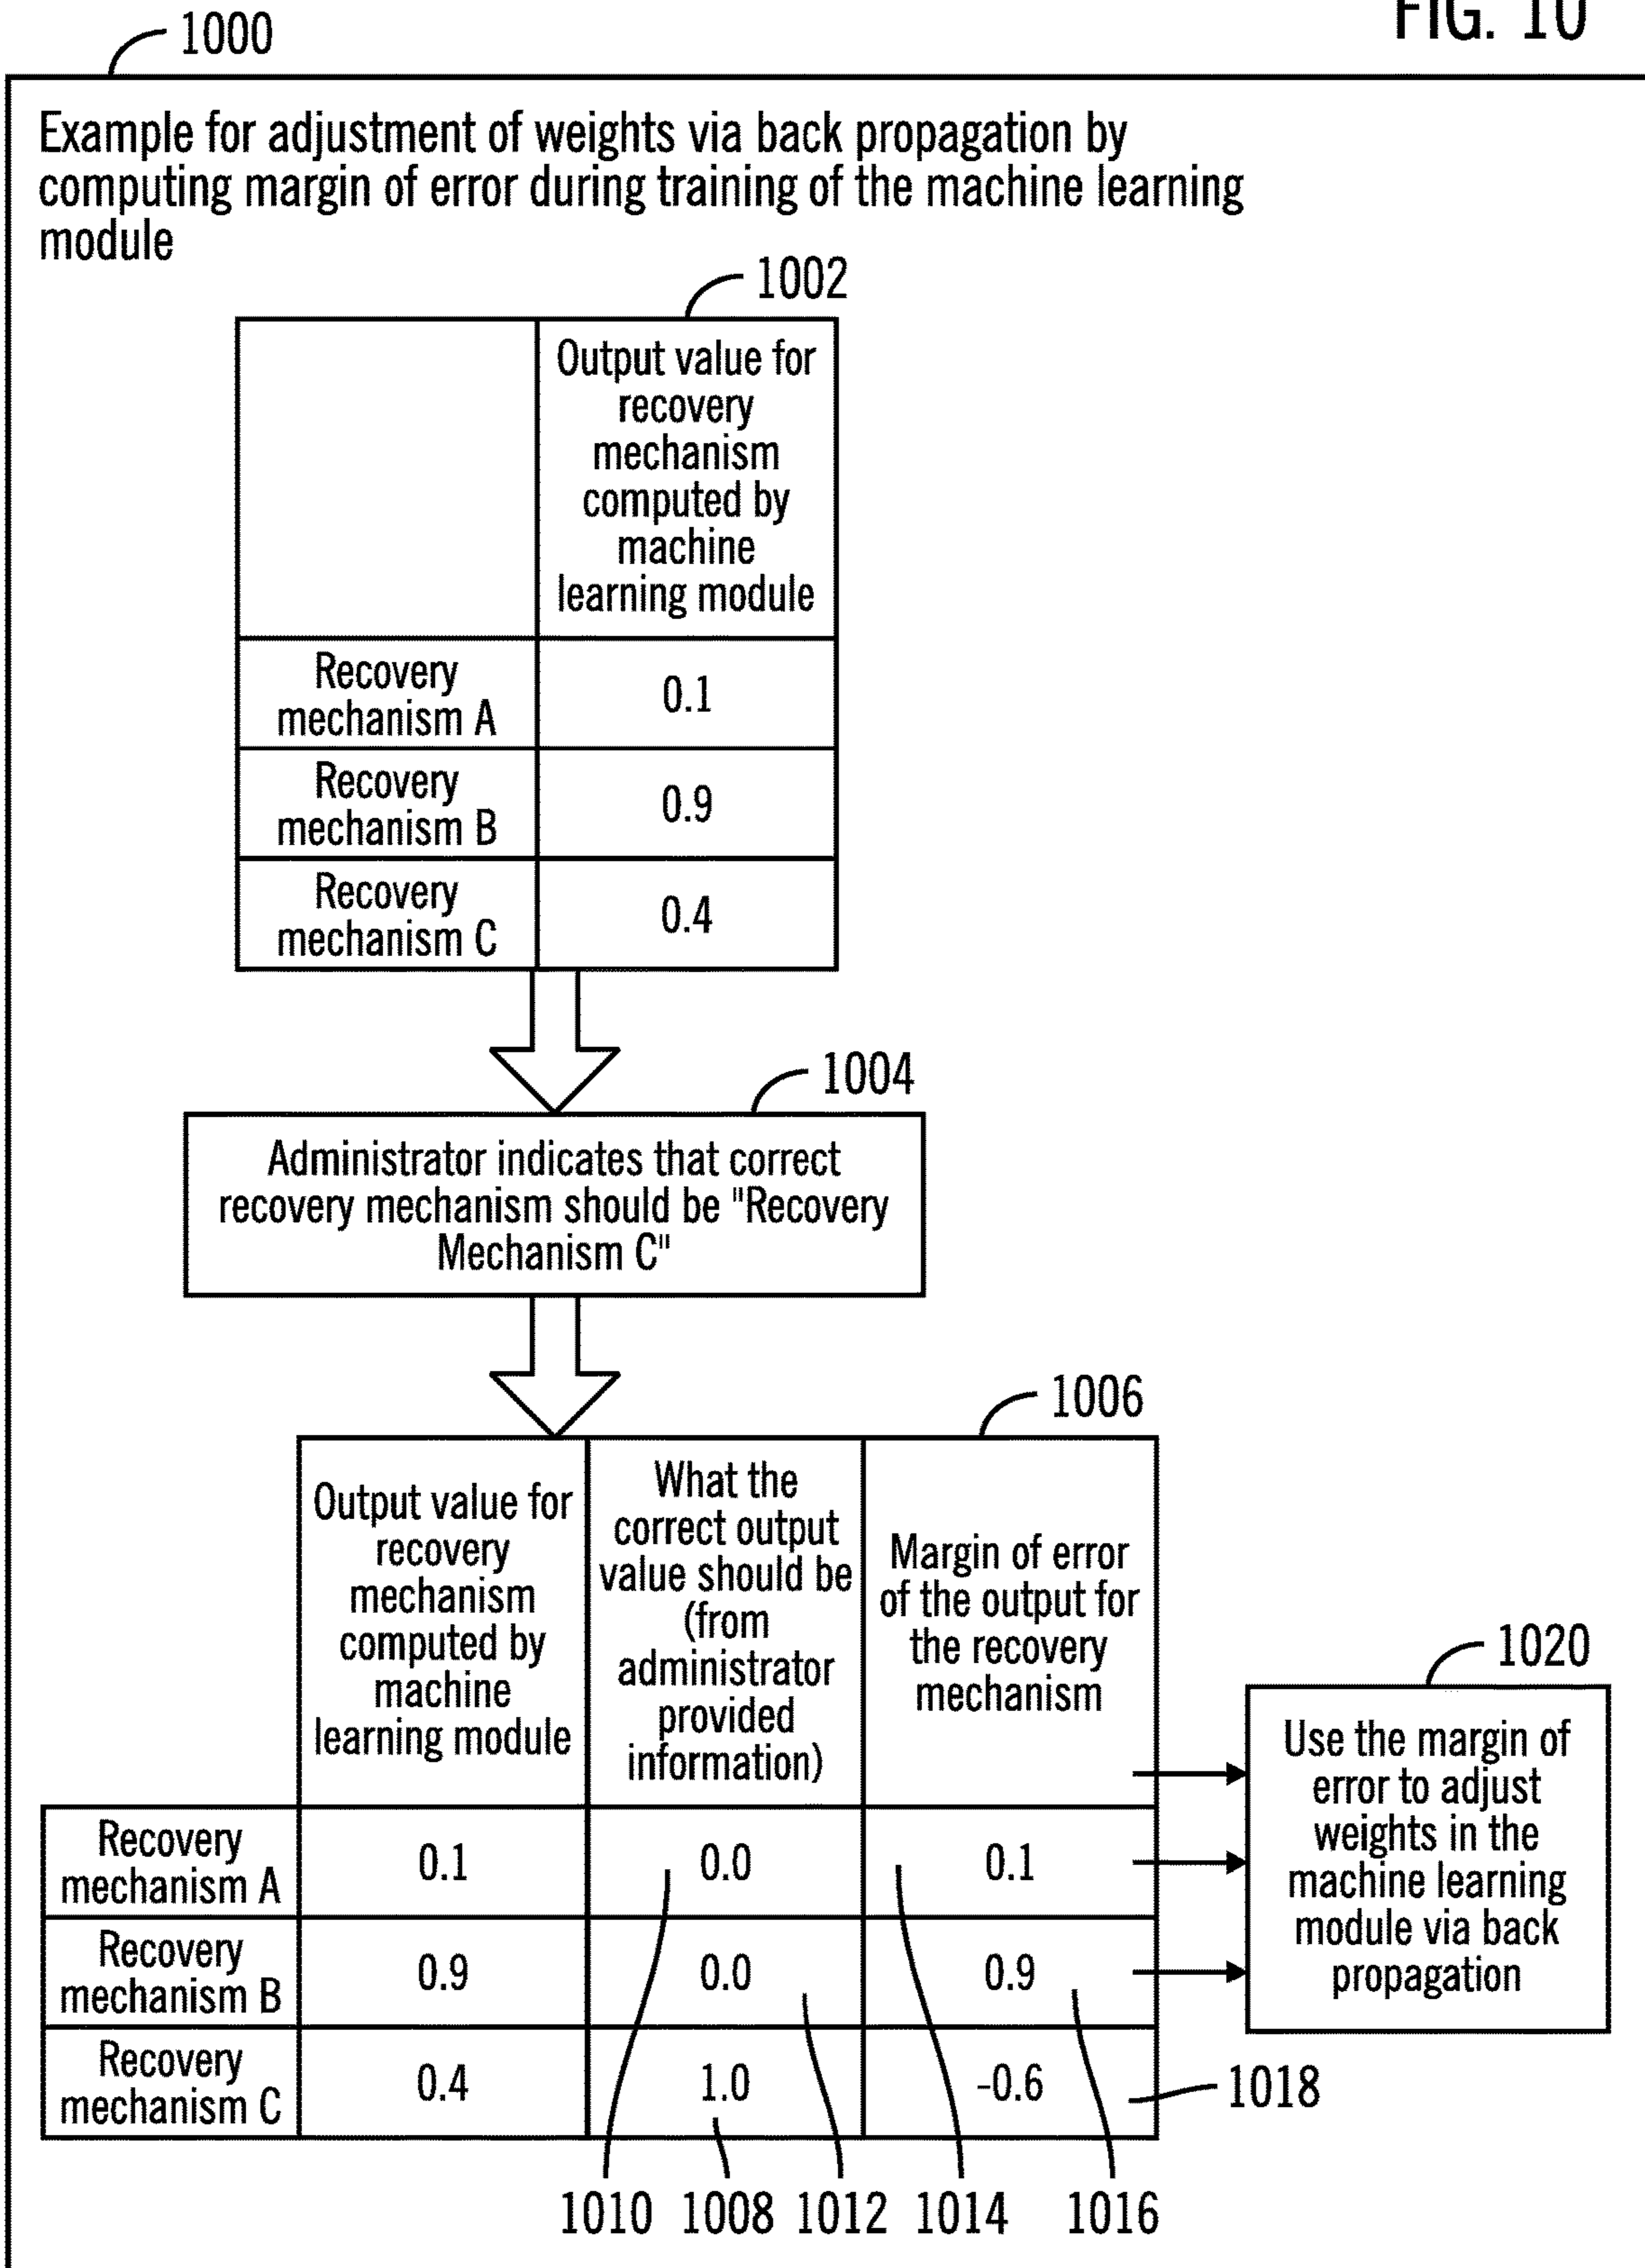 FIG. 10
1000
Example for adjustment of weights via back propagation by
computing margin of error during training of the machine learning
module
1002
Output value for
recovery
mechanism
computed by
machine
learning module
Recovery
mechanism A
0.1
Recovery
mechanism B
0.9
Recovery
mechanism C
0.4
1004
Administrator indicates that correct
recovery mechanism should be "Recovery
Mechanism C"
1006
Output value for
recovery
mechanism
computed by
machine
learning module
What the
correct output
value should be
(from
administrator
provided
information)
Margin of error
of the output for
the recovery
mechanism
1020
Use the margin of
error to adjust
weights in the
machine learning
module via back
propagation
Recovery
mechanism A
0.1
0.0
0.1
Recovery
mechanism B
0.9
0.0
0.9
Recovery
mechanism C
0.4
1.0
-0.6
1018
1010
1008
1012
1014
1016